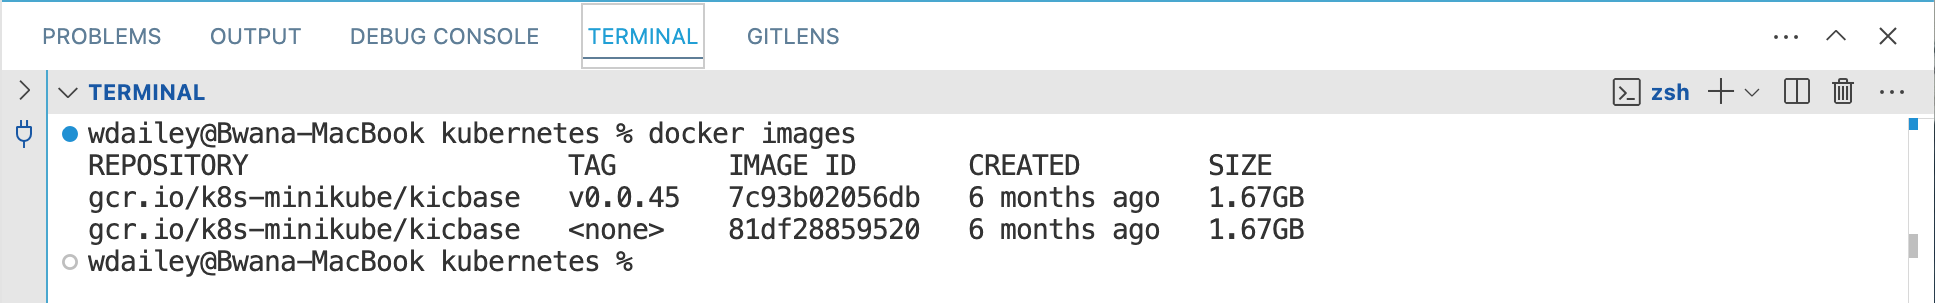 PROBLEMS OUTPUT DEBUG CONSOLE TERMINAL GITLENS
TERMINAL zsh
wdailey@Bwana-MacBook kubernetes % docker images
REPOSITORY TAG IMAGE ID CREATED SIZE
gcr.io/k8s-minikube/kicbase v0.0.45 7c93b02056db 6 months ago 1.67GB
gcr.io/k8s-minikube/kicbase <none> 81df28859520 6 months ago 1.67GB
wdailey@Bwana-MacBook kubernetes %